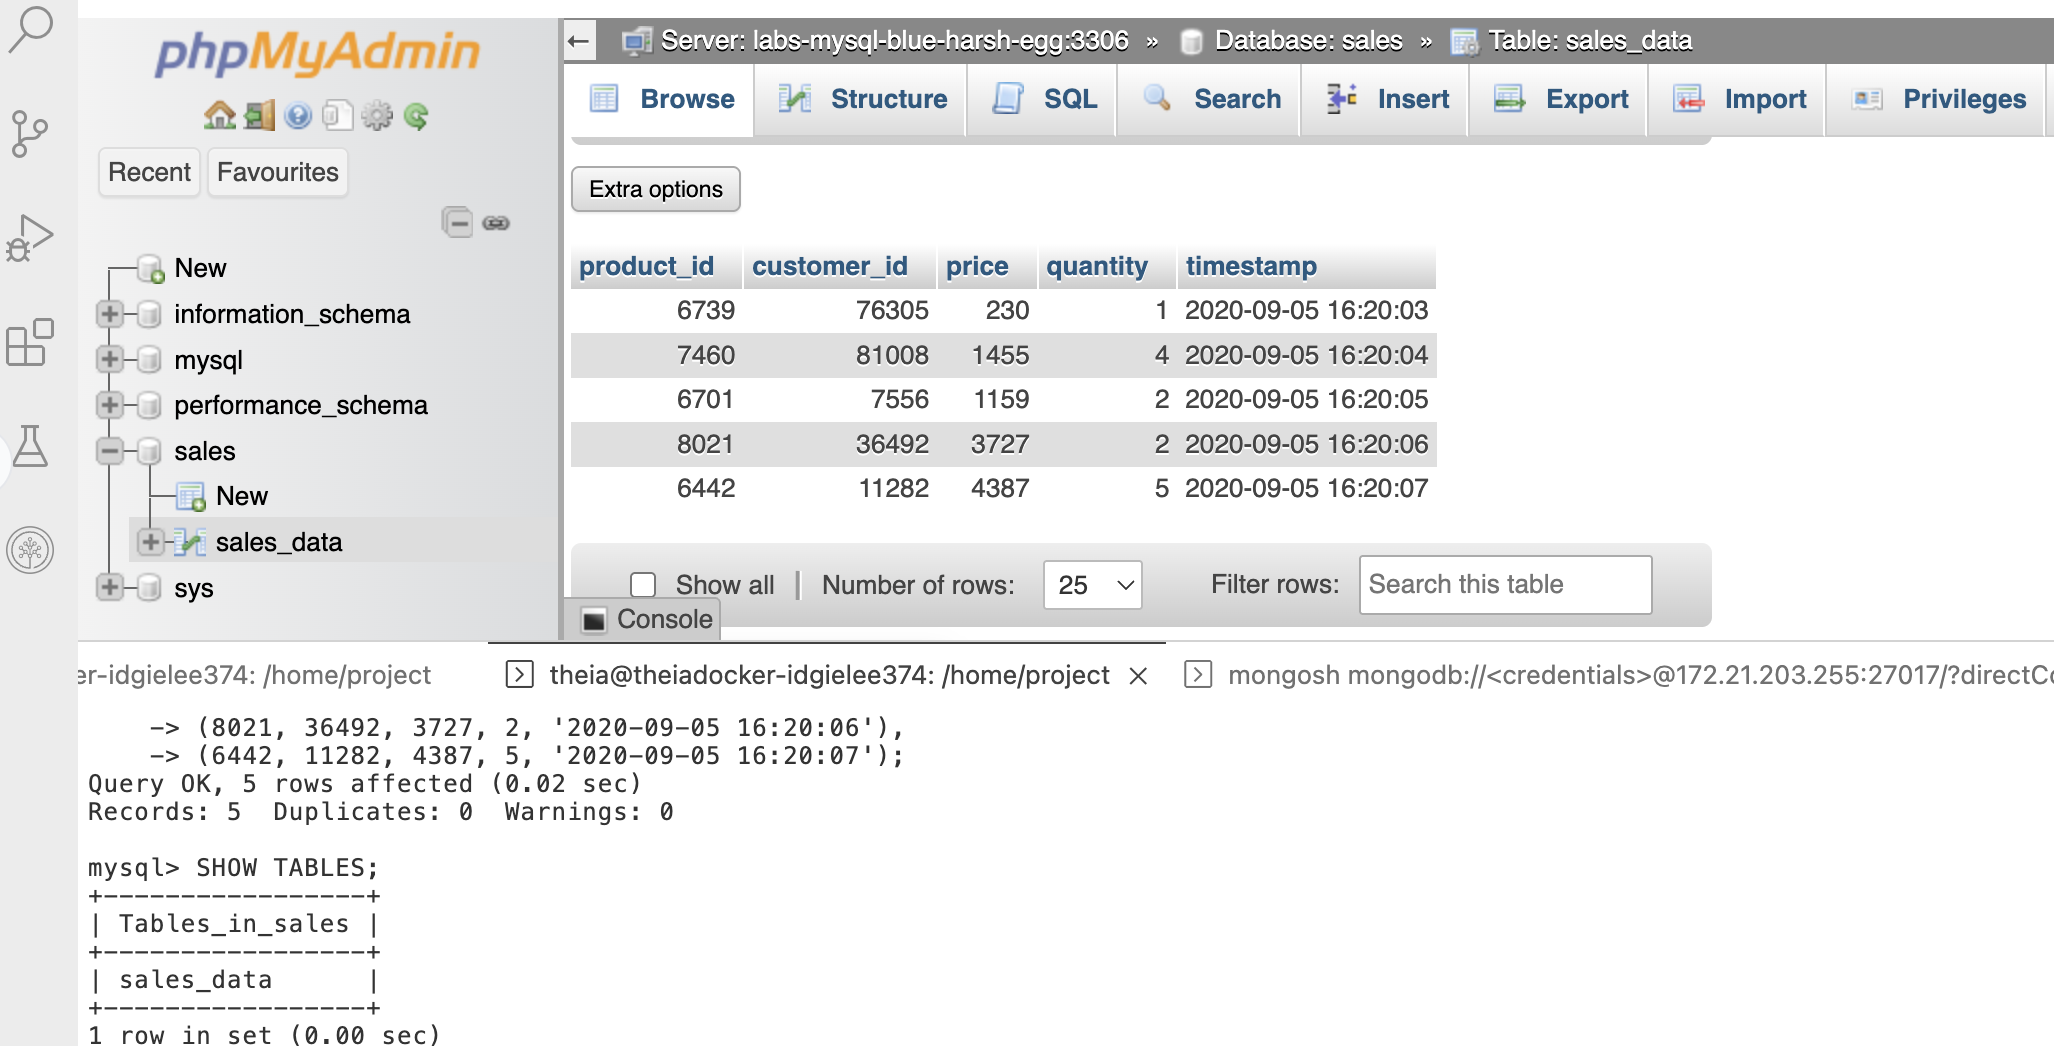 phpMyAdmin
Recent Favourites
New
information_schema
mysql
performance_schema
sales
New
sales_data
sys
Server: labs-mysql-blue-harsh-egg:3306 » Database: sales » Table: sales_data
Browse Structure SQL Search Insert Export Import Privileges
Extra options
product_id customer_id price quantity timestamp
6739 76305 230 1 2020-09-05 16:20:03
7460 81008 1455 4 2020-09-05 16:20:04
6701 7556 1159 2 2020-09-05 16:20:05
8021 36492 3727 2 2020-09-05 16:20:06
6442 11282 4387 5 2020-09-05 16:20:07
Show all | Number of rows: 25 Filter rows: Search this table
Console
er-idgielee374: /home/project theia@theiadocker-idgielee374: /home/project mongosh mongodb://<credentials>@172.21.203.255:27017/?directCo
-> (8021, 36492, 3727, 2, '2020-09-05 16:20:06'),
-> (6442, 11282, 4387, 5, '2020-09-05 16:20:07');
Query OK, 5 rows affected (0.02 sec)
Records: 5  Duplicates: 0  Warnings: 0
mysql> SHOW TABLES;
+-----------------+
| Tables_in_sales |
+-----------------+
| sales_data      |
+-----------------+
1 row in set (0.00 sec)